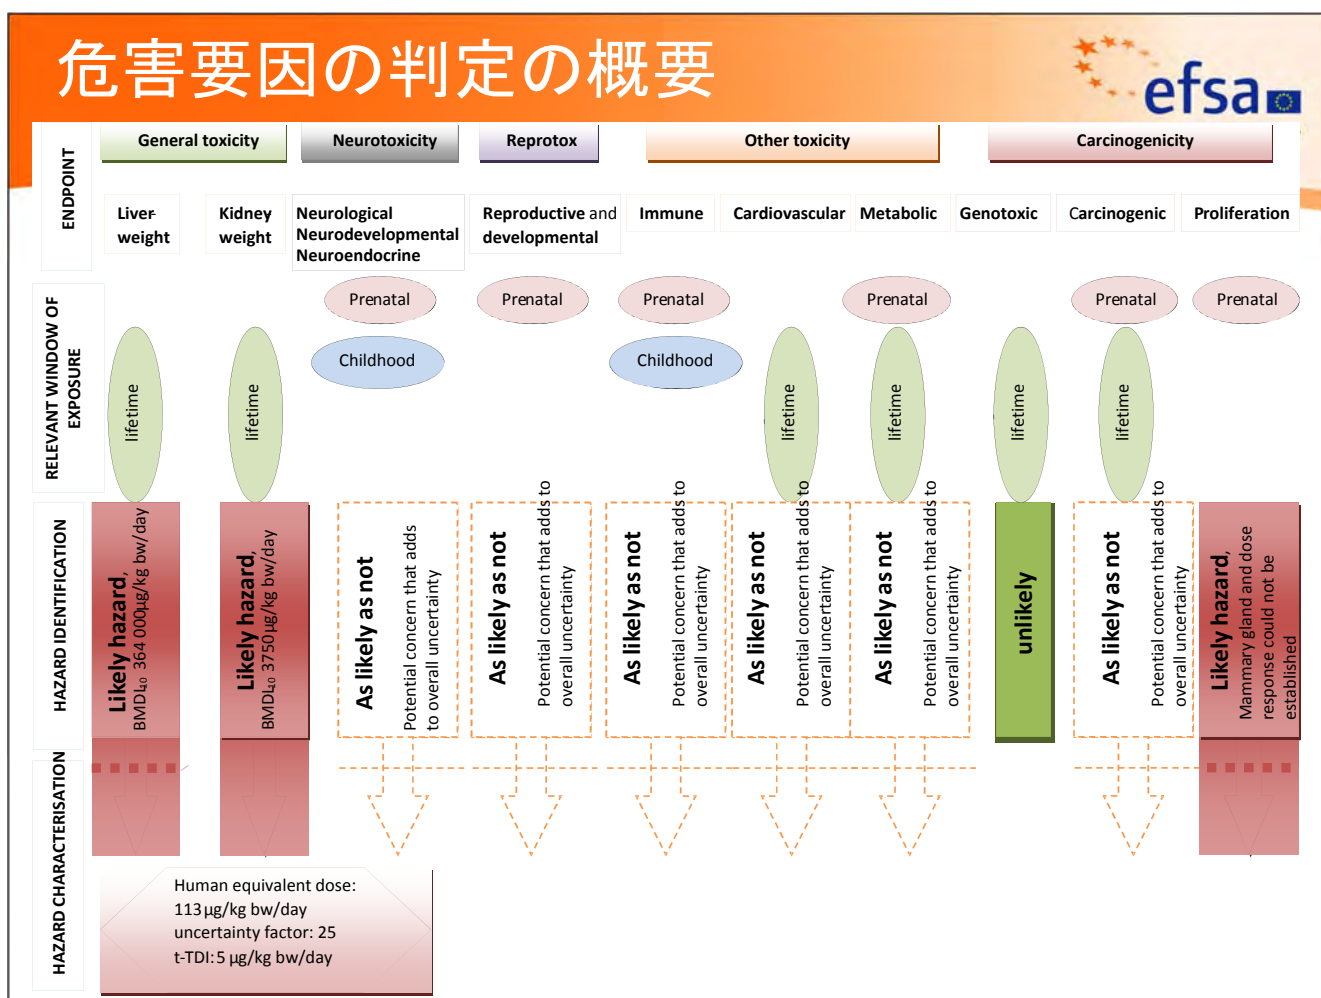 危害要因の判定の概要
efsa
ENDPOINT
General toxicity
Neurotoxicity
Reprotox
Other toxicity
Carcinogenicity
Liver-
weight
Kidney
weight
Neurological
Neurodevelopmental
Neuroendocrine
Reproductive and
developmental
Immune
Cardiovascular
Metabolic
Genotoxic
Carcinogenic
Proliferation
RELEVANT WINDOW OF
EXPOSURE
Prenatal
Prenatal
Prenatal
Prenatal
Prenatal
Prenatal
Childhood
Childhood
lifetime
lifetime
lifetime
lifetime
lifetime
lifetime
HAZARD IDENTIFICATION
Likely hazard,
BMDL₁₀ 364 000µg/kg bw/day
Likely hazard,
BMDL₁₀ 3750µg/kg bw/day
As likely as not
Potential concern that adds
to overall uncertainty
As likely as not
Potential concern that adds to
overall uncertainty
As likely as not
Potential concern that adds to
overall uncertainty
As likely as not
Potential concern that adds to
overall uncertainty
As likely as not
Potential concern that adds to
overall uncertainty
unlikely
As likely as not
Potential concern that adds to
overall uncertainty
Likely hazard,
Mammary gland and dose
response could not be
established
HAZARD CHARACTERISATION
Human equivalent dose:
113 µg/kg bw/day
uncertainty factor: 25
t-TDI: 5 µg/kg bw/day